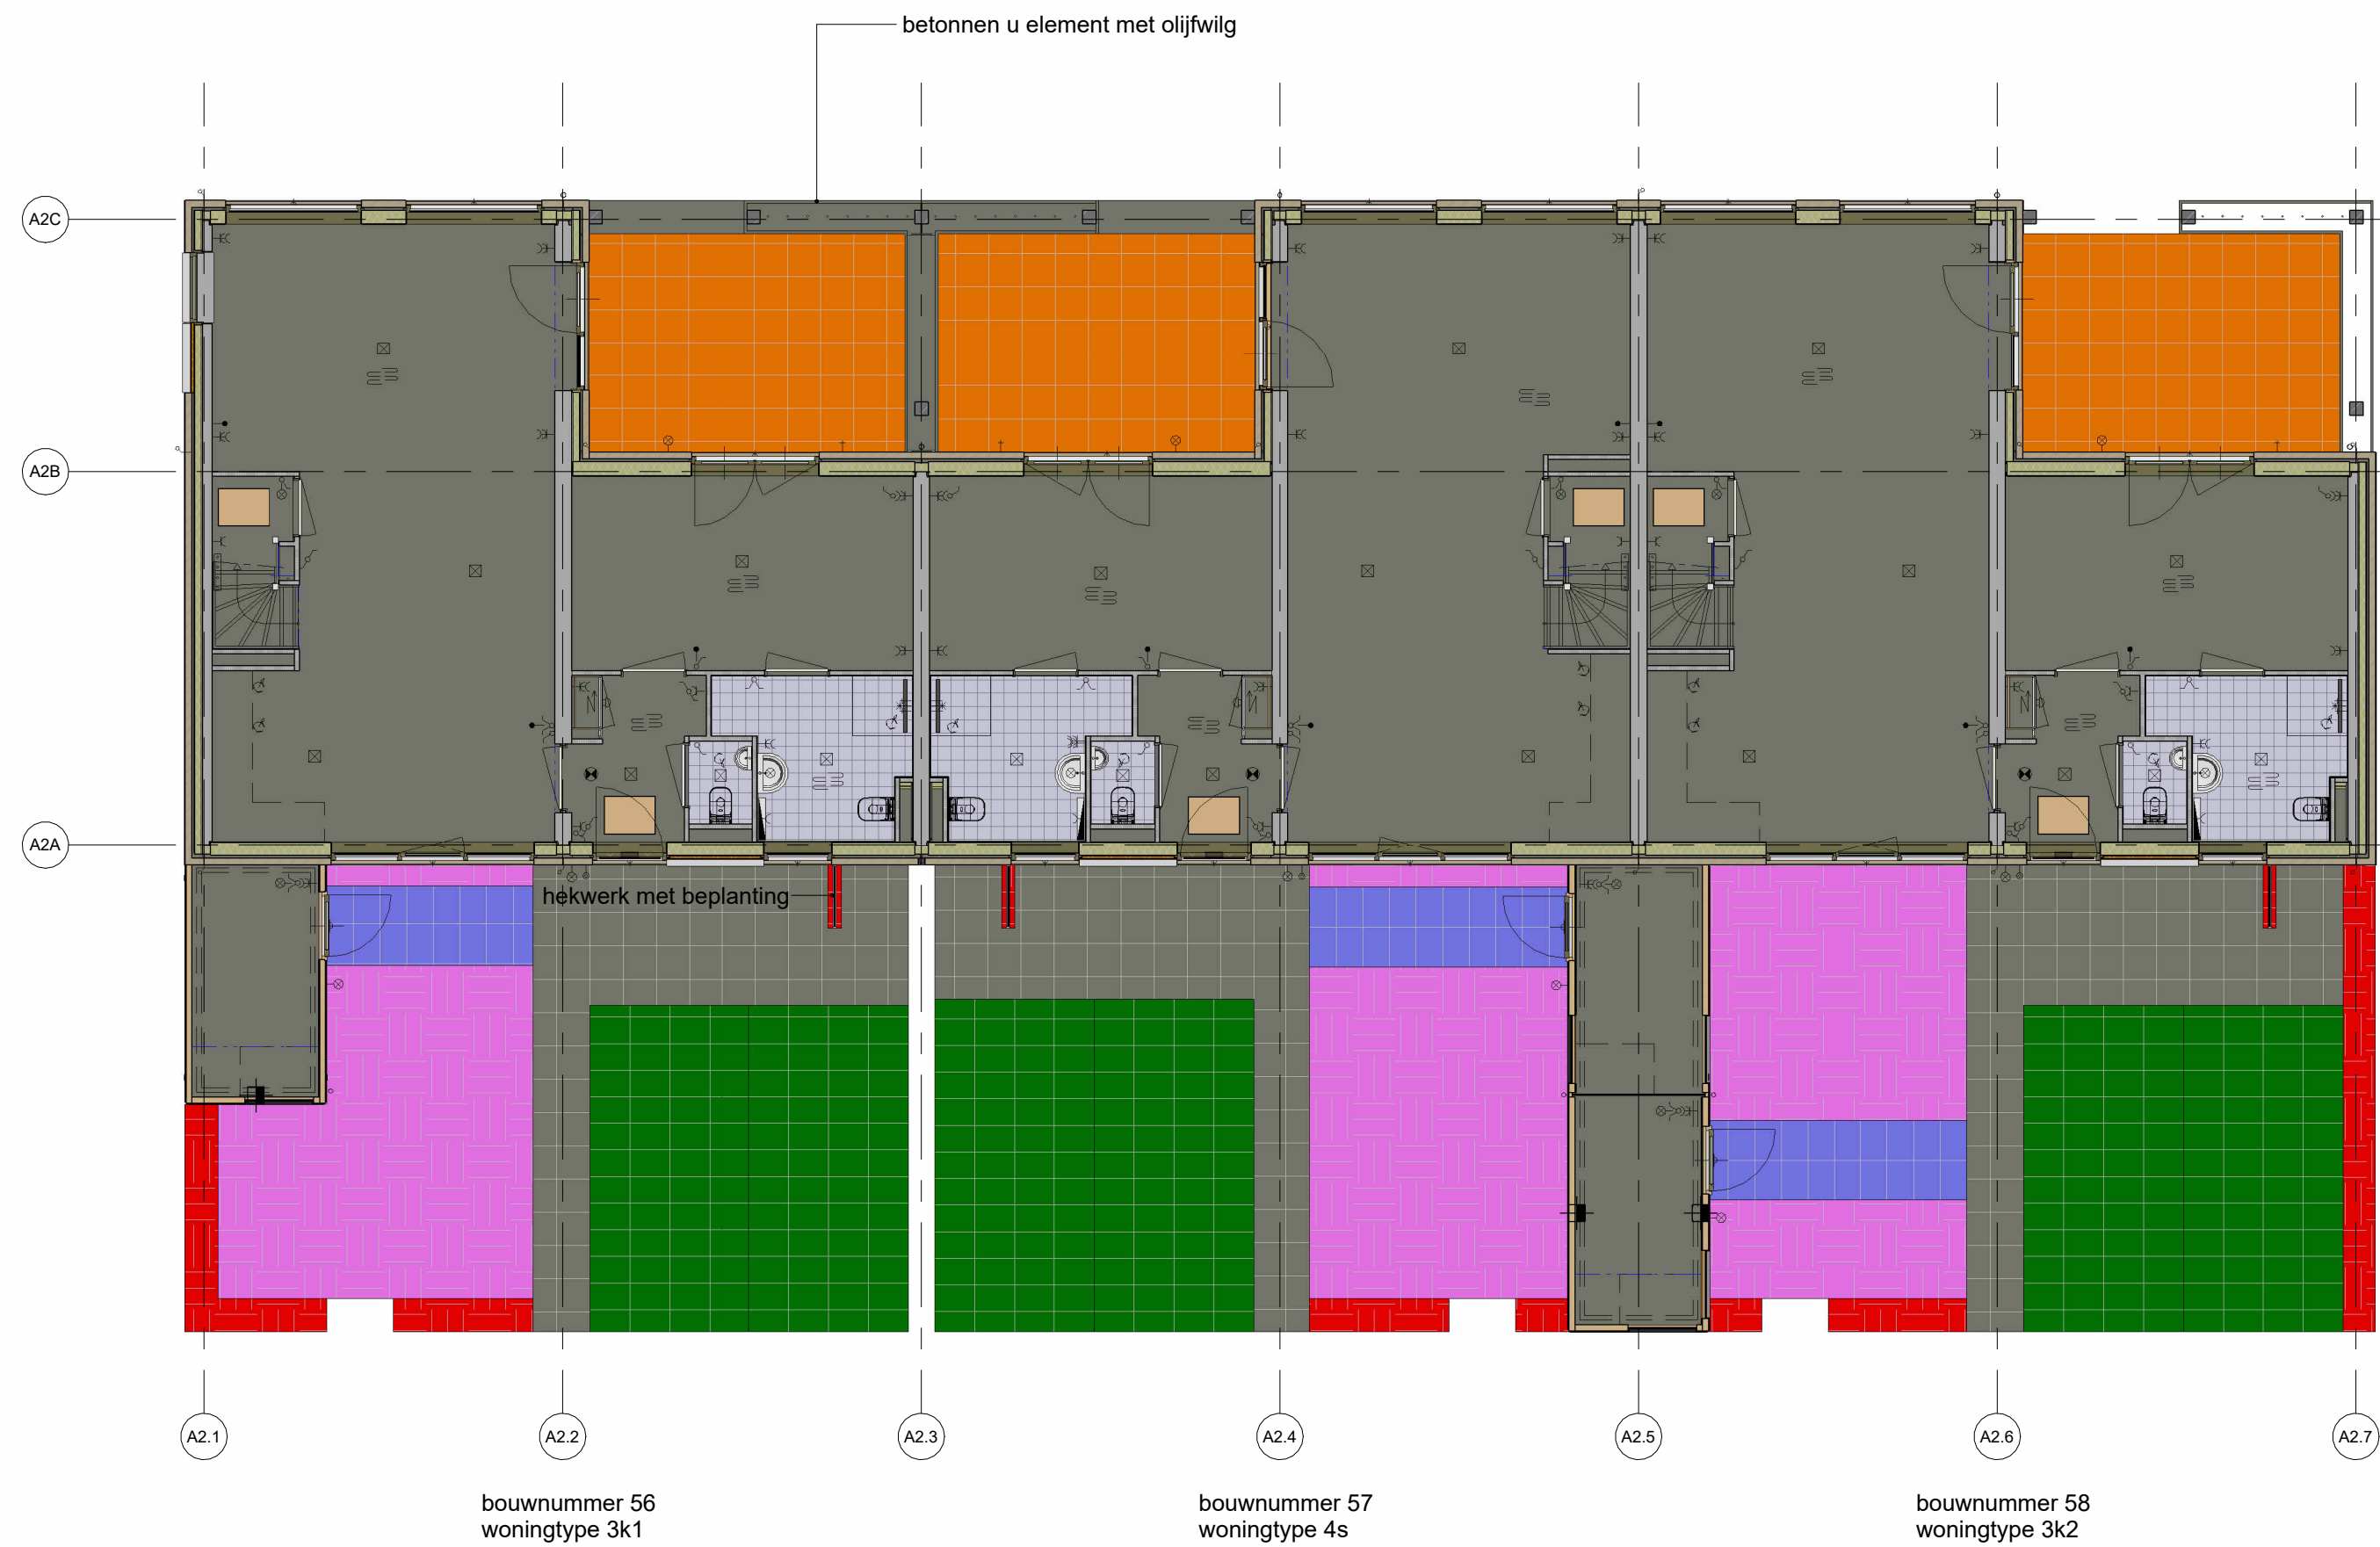 betonnen u element met olijfwilg
A2C
A2B
A2A
hekwerk met beplanting
A2.1
A2.2
A2.3
A2.4
A2.5
A2.6
A2.7
bouwnummer 56
woningtype 3k1
bouwnummer 57
woningtype 4s
bouwnummer 58
woningtype 3k2